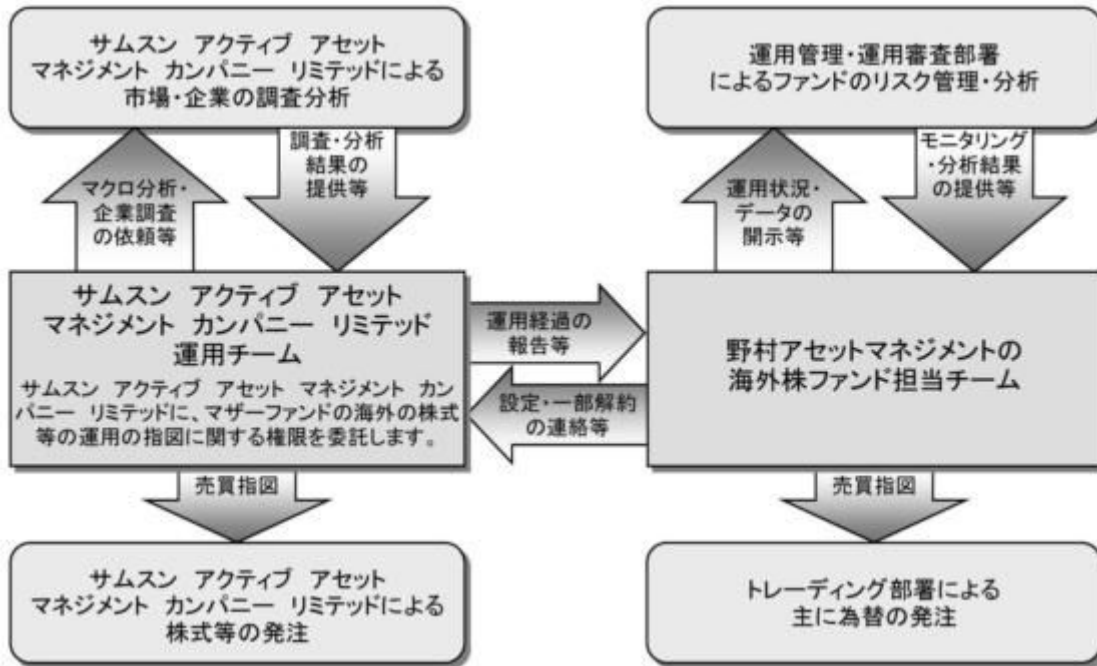 サムスン アクティブ アセット
マネジメント カンパニー リミテッドによる
市場・企業の調査分析
運用管理・運用審査部署
によるファンドのリスク管理・分析
マクロ分析・
企業調査
の依頼等
調査・分析
結果の
提供等
運用状況・
データの
開示等
モニタリング
・分析結果
の提供等
サムスン アクティブ アセット
マネジメント カンパニー リミテッド
運用チーム
サムスン アクティブ アセット マネジメント カン
パニー リミテッドに、マザーファンドの海外の株式
等の運用の指図に関する権限を委託します。
運用経過の
報告等
設定・一部解約
の連絡等
野村アセットマネジメントの
海外株ファンド担当チーム
売買指図
売買指図
サムスン アクティブ アセット
マネジメント カンパニー リミテッドによる
株式等の発注
トレーディング部署による
主に為替の発注